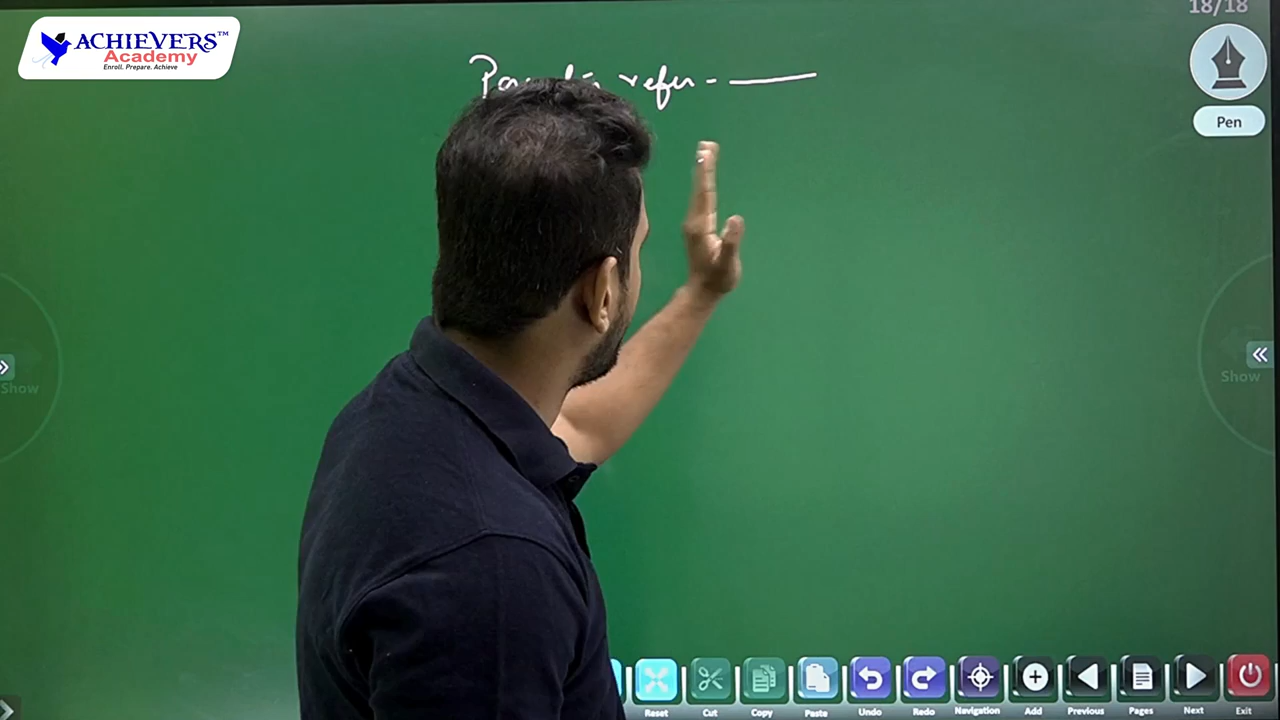 18/18
ACHIEVERS™
Academy
Enroll. Prepare. Achieve
refer - ———
Pen
Show
Show
Reset Cut Copy Paste Undo Redo Navigation Add Previous Pages Next Exit